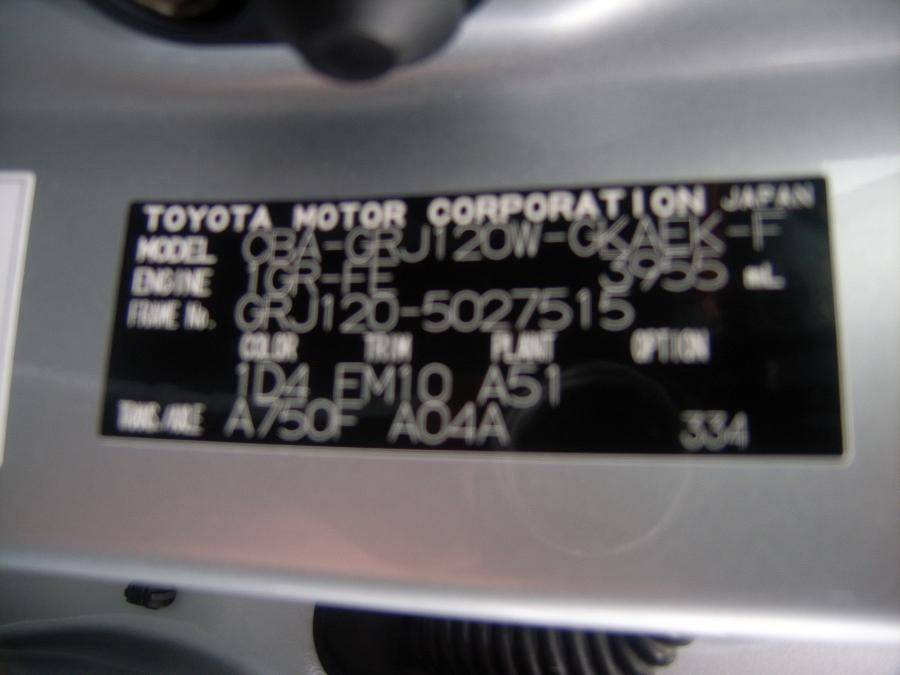 TOYOTA MOTOR CORPORATION JAPAN
MODEL CBA-GRJ120W-GKAEK-F
ENGINE 1GR-FE 3955 mL
FRAME No. GRJ120-5027515
COLOR TRIM PLANT OPTION
1D4 EM10 A51
TRANS/AXLE A750F A04A 334